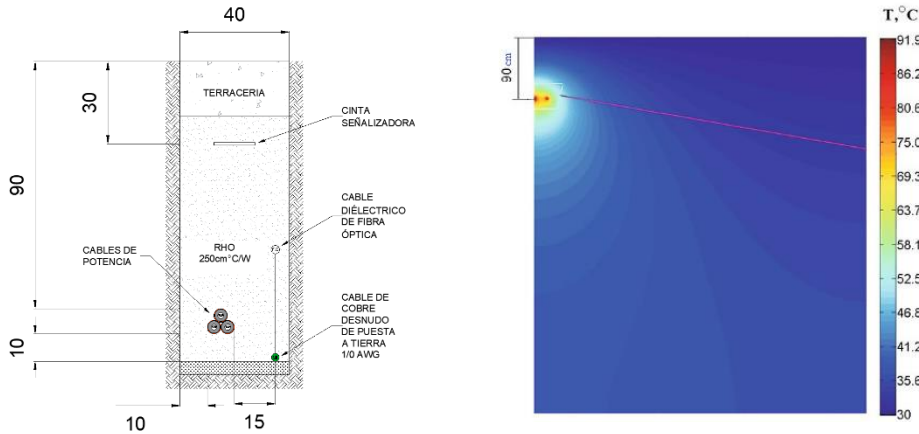 40
30
90
10
10
15
TERRACERIA
CINTA
SEÑALIZADORA
CABLE
DIÉLECTRICO
DE FIBRA
ÓPTICA
CABLES DE
POTENCIA
RHO
250cm°C/W
CABLE DE
COBRE
DESNUDO
DE PUESTA
A TIERRA
1/0 AWG
90 cm
T,°C
91.9
86.3
80.6
75.0
69.3
63.7
58.1
52.4
46.8
41.2
35.6
30